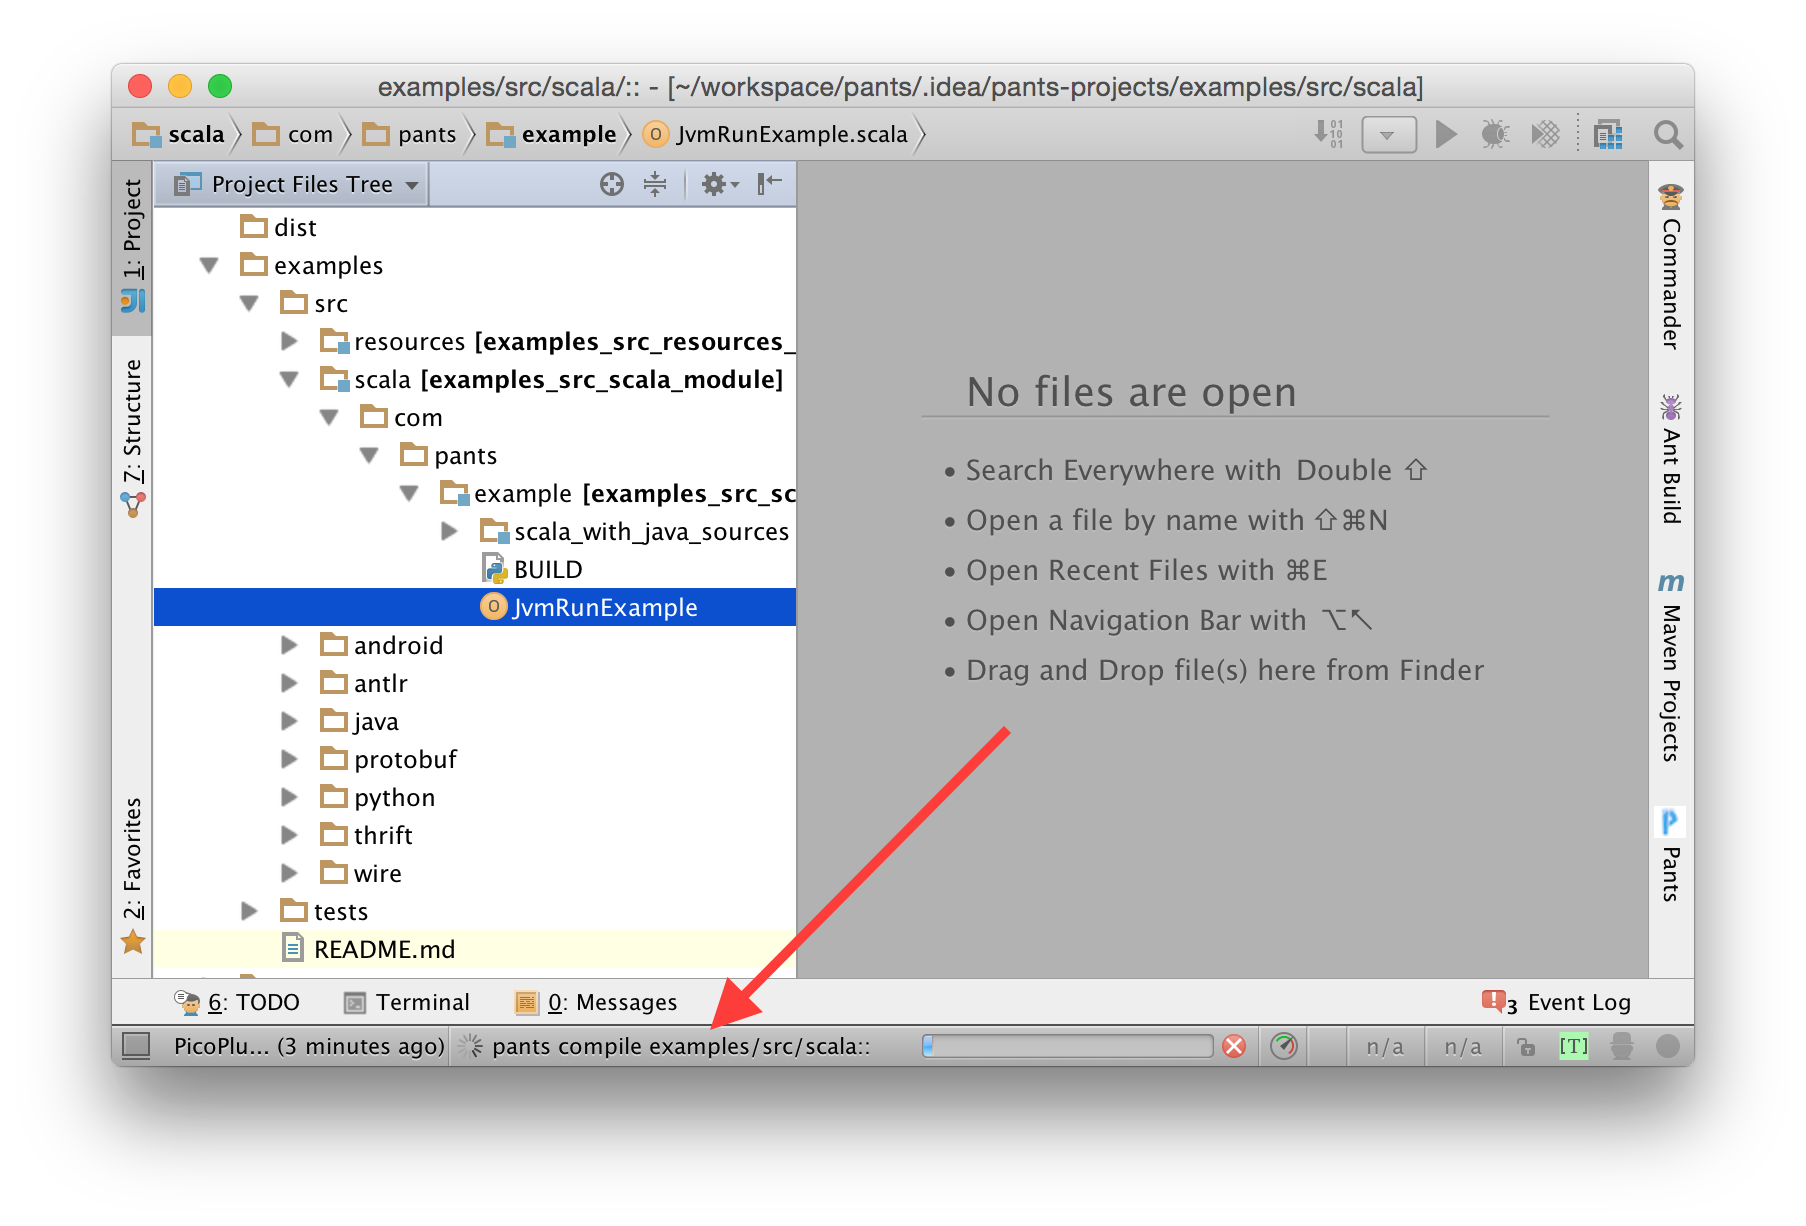 examples/src/scala/:: - [~/workspace/pants/.idea/pants-projects/examples/src/scala]
scala com pants example JvmRunExample.scala
Project Files Tree
1: Project
7: Structure
2: Favorites
dist
examples
src
resources [examples_src_resources_
scala [examples_src_scala_module]
com
pants
example [examples_src_sc
scala_with_java_sources
BUILD
JvmRunExample
android
antlr
java
protobuf
python
thrift
wire
tests
README.md
No files are open
• Search Everywhere with Double ⇧
• Open a file by name with ⇧⌘N
• Open Recent Files with ⌘E
• Open Navigation Bar with ⌥↖
• Drag and Drop file(s) here from Finder
Commander
Ant Build
Maven Projects
Pants
6: TODO Terminal 0: Messages 3 Event Log
PicoPlu... (3 minutes ago) pants compile examples/src/scala:: n/a n/a [T]